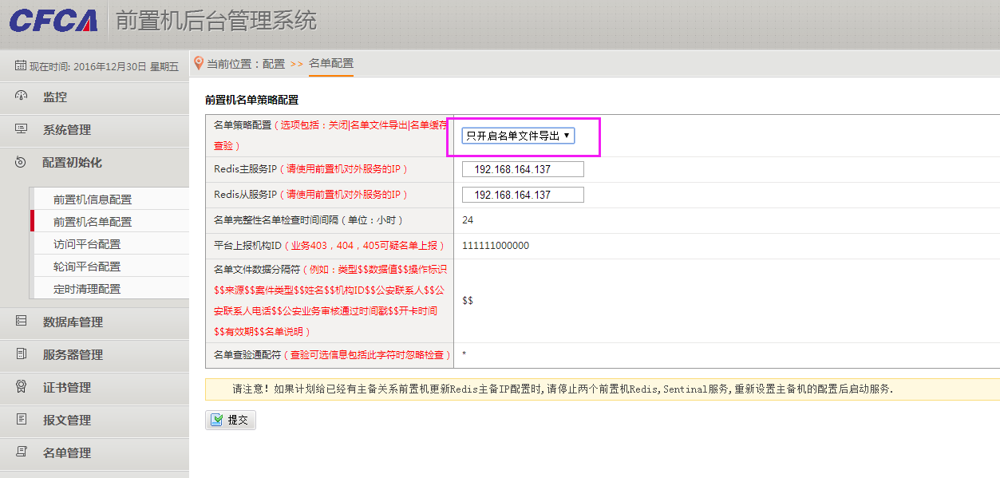 CFCA 前置机后台管理系统
现在时间: 2016年12月30日 星期五
当前位置：配置 >> 名单配置
监控
系统管理
配置初始化
前置机信息配置
前置机名单配置
访问平台配置
轮询平台配置
定时清理配置
数据库管理
服务器管理
证书管理
报文管理
名单管理
前置机名单策略配置
名单策略配置（选项包括：关闭|名单文件导出|名单缓存
查验）
只开启名单文件导出
Redis主服务IP（请使用前置机对外服务的IP）
192.168.164.137
Redis从服务IP（请使用前置机对外服务的IP）
192.168.164.137
名单完整性名单检查时间间隔（单位：小时）
24
平台上报机构ID（业务403，404，405可疑名单上报）
111111000000
名单文件数据分隔符（例如：类型$$数据值$$操作标识
$$来源$$案件类型$$姓名$$机构ID$$公安联系人$$公
安联系人电话$$公安业务审核通过时间戳$$开卡时间
$$有效期$$名单说明）
$$
名单查验通配符（查验可选信息包括此字符时忽略检查）
*
请注意！如果计划给已经有主备关系前置机更新Redis主备IP配置时,请停止两个前置机Redis,Sentinal服务,重新设置主备机的配置后启动服务.
提交